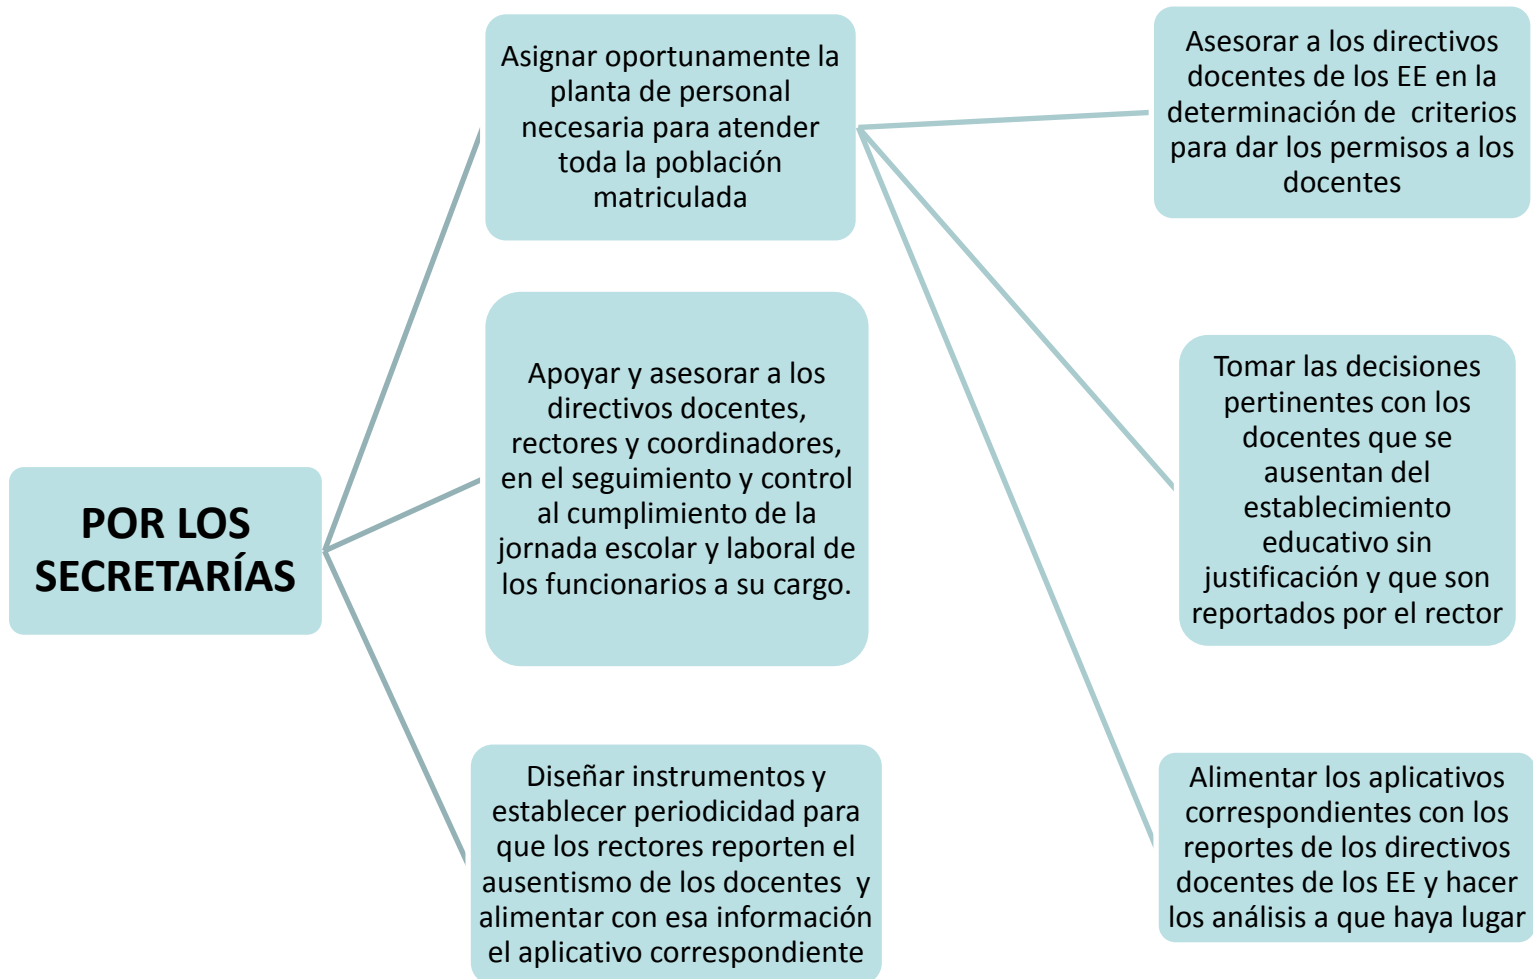 POR LOS
SECRETARÍAS
Asignar oportunamente la
planta de personal
necesaria para atender
toda la población
matriculada
Apoyar y asesorar a los
directivos docentes,
rectores y coordinadores,
en el seguimiento y control
al cumplimiento de la
jornada escolar y laboral de
los funcionarios a su cargo.
Diseñar instrumentos y
establecer periodicidad para
que los rectores reporten el
ausentismo de los docentes y
alimentar con esa información
el aplicativo correspondiente
Asesorar a los directivos
docentes de los EE en la
determinación de criterios
para dar los permisos a los
docentes
Tomar las decisiones
pertinentes con los
docentes que se
ausentan del
establecimiento
educativo sin
justificación y que son
reportados por el rector
Alimentar los aplicativos
correspondientes con los
reportes de los directivos
docentes de los EE y hacer
los análisis a que haya lugar